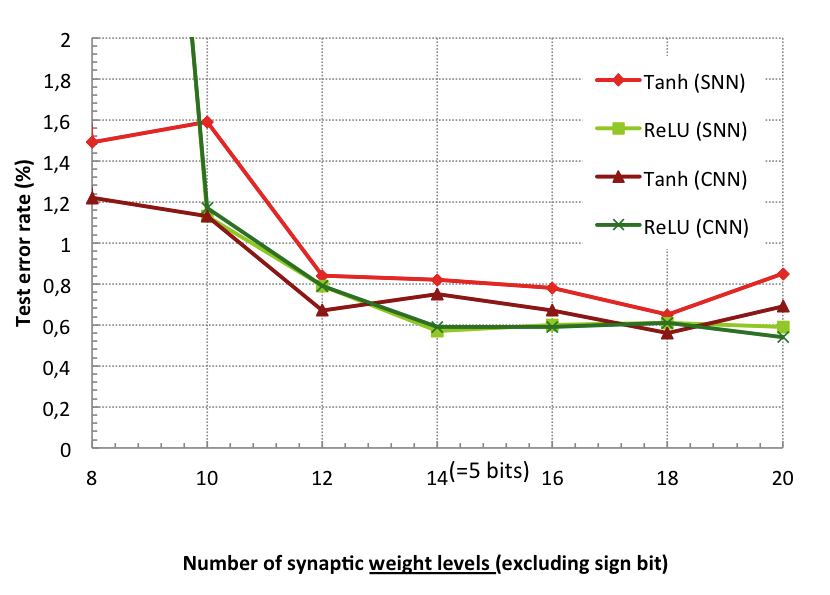 2
1,8
1,6
1,4
1,2
1
0,8
0,6
0,4
0,2
0
Test error rate (%)
Tanh (SNN)
ReLU (SNN)
Tanh (CNN)
ReLU (CNN)
8 10 12 14(=5 bits) 16 18 20
Number of synaptic weight levels (excluding sign bit)